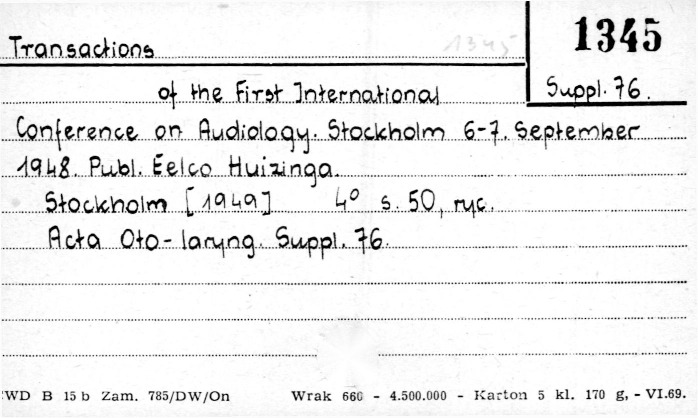 Transactions
1345
1345
Suppl. 76.
of the First International
Conference on Audiology. Stockholm 6-7. September
1948. Publ. Eelco Huizinga.
Stockholm [1949] 4° s. 50, ryc.
Acta Oto-laryng. Suppl. 76.
WD B 15 b Zam. 785/DW/On Wrak 666 - 4.500.000 - Karton 5 kl. 170 g, - VI.69.